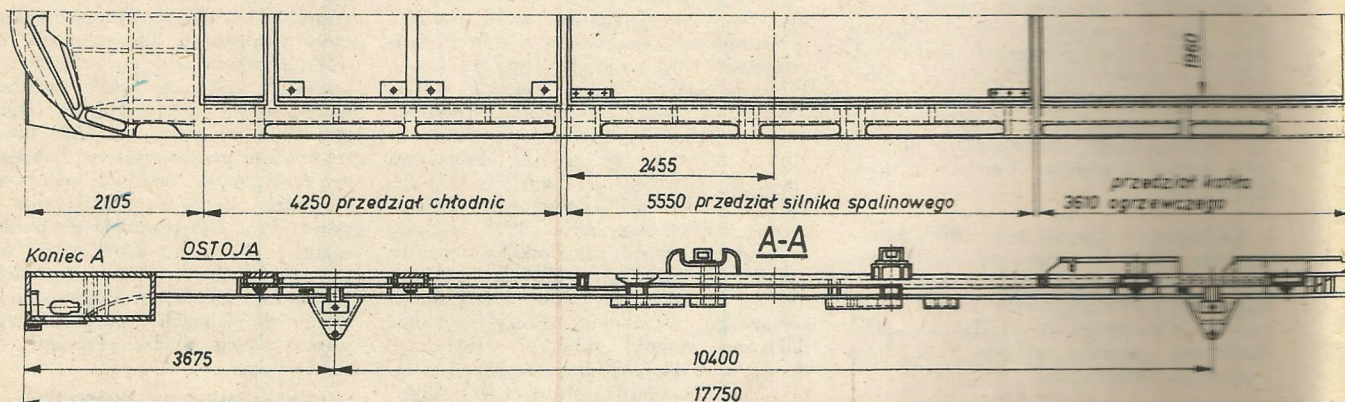 1960
2455
2105
4250 przedział chłodnic
5550 przedział silnika spalinowego
przedział kotła
3610 ogrzewczego
Koniec A
OSTOJA
A-A
3675
10400
17750